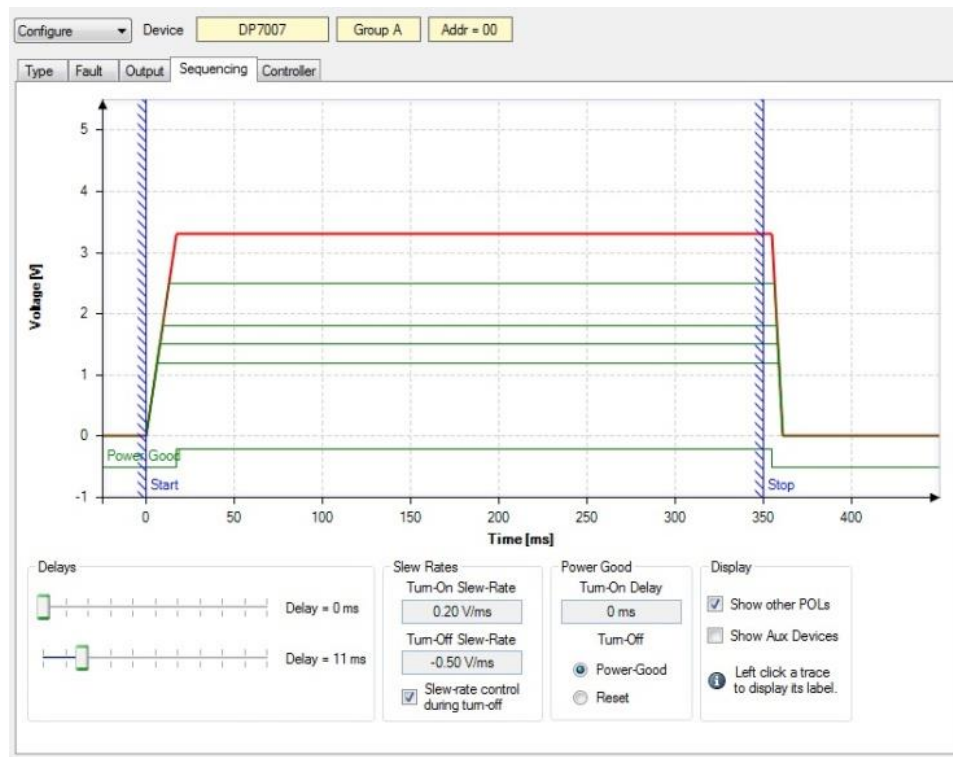 Configure Device DP7007 Group A Addr = 00
Type Fault Output Sequencing Controller
5
4
3
2
1
0
-1
Voltage [V]
Power Good
Start
Stop
0 50 100 150 200 250 300 350 400
Time [ms]
Delays
Delay = 0 ms
Delay = 11 ms
Slew Rates
Turn-On Slew-Rate
0.20 V/ms
Turn-Off Slew-Rate
-0.50 V/ms
Slew-rate control
during turn-off
Power Good
Turn-On Delay
0 ms
Turn-Off
Power-Good
Reset
Display
Show other POLs
Show Aux Devices
Left click a trace
to display its label.